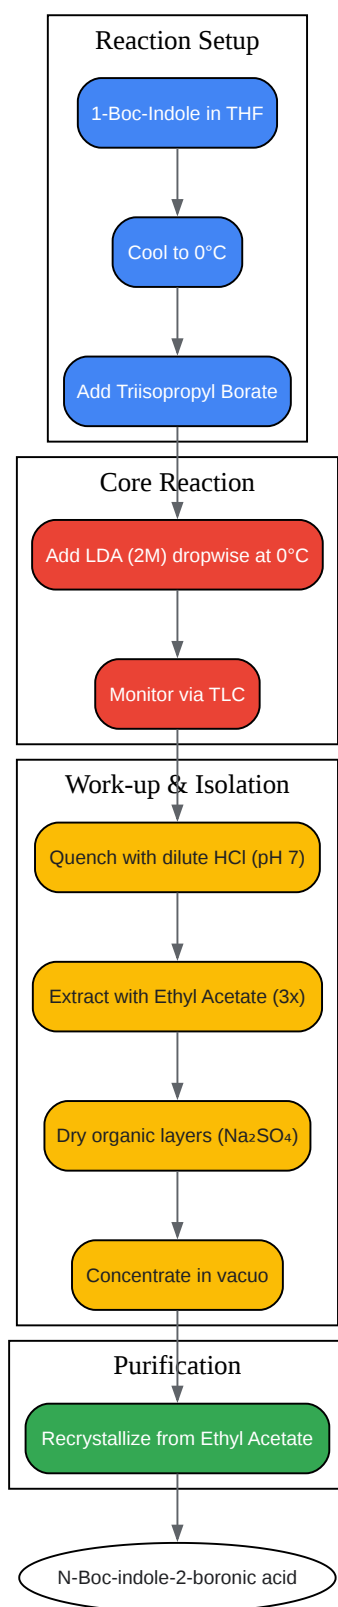 Reaction Setup
1-Boc-Indole in THF
Cool to 0°C
Add Triisopropyl Borate
Core Reaction
Add LDA (2M) dropwise at 0°C
Monitor via TLC
Work-up & Isolation
Quench with dilute HCl (pH 7)
Extract with Ethyl Acetate (3x)
Dry organic layers (Na₂SO₄)
Concentrate in vacuo
Purification
Recrystallize from Ethyl Acetate
N-Boc-indole-2-boronic acid